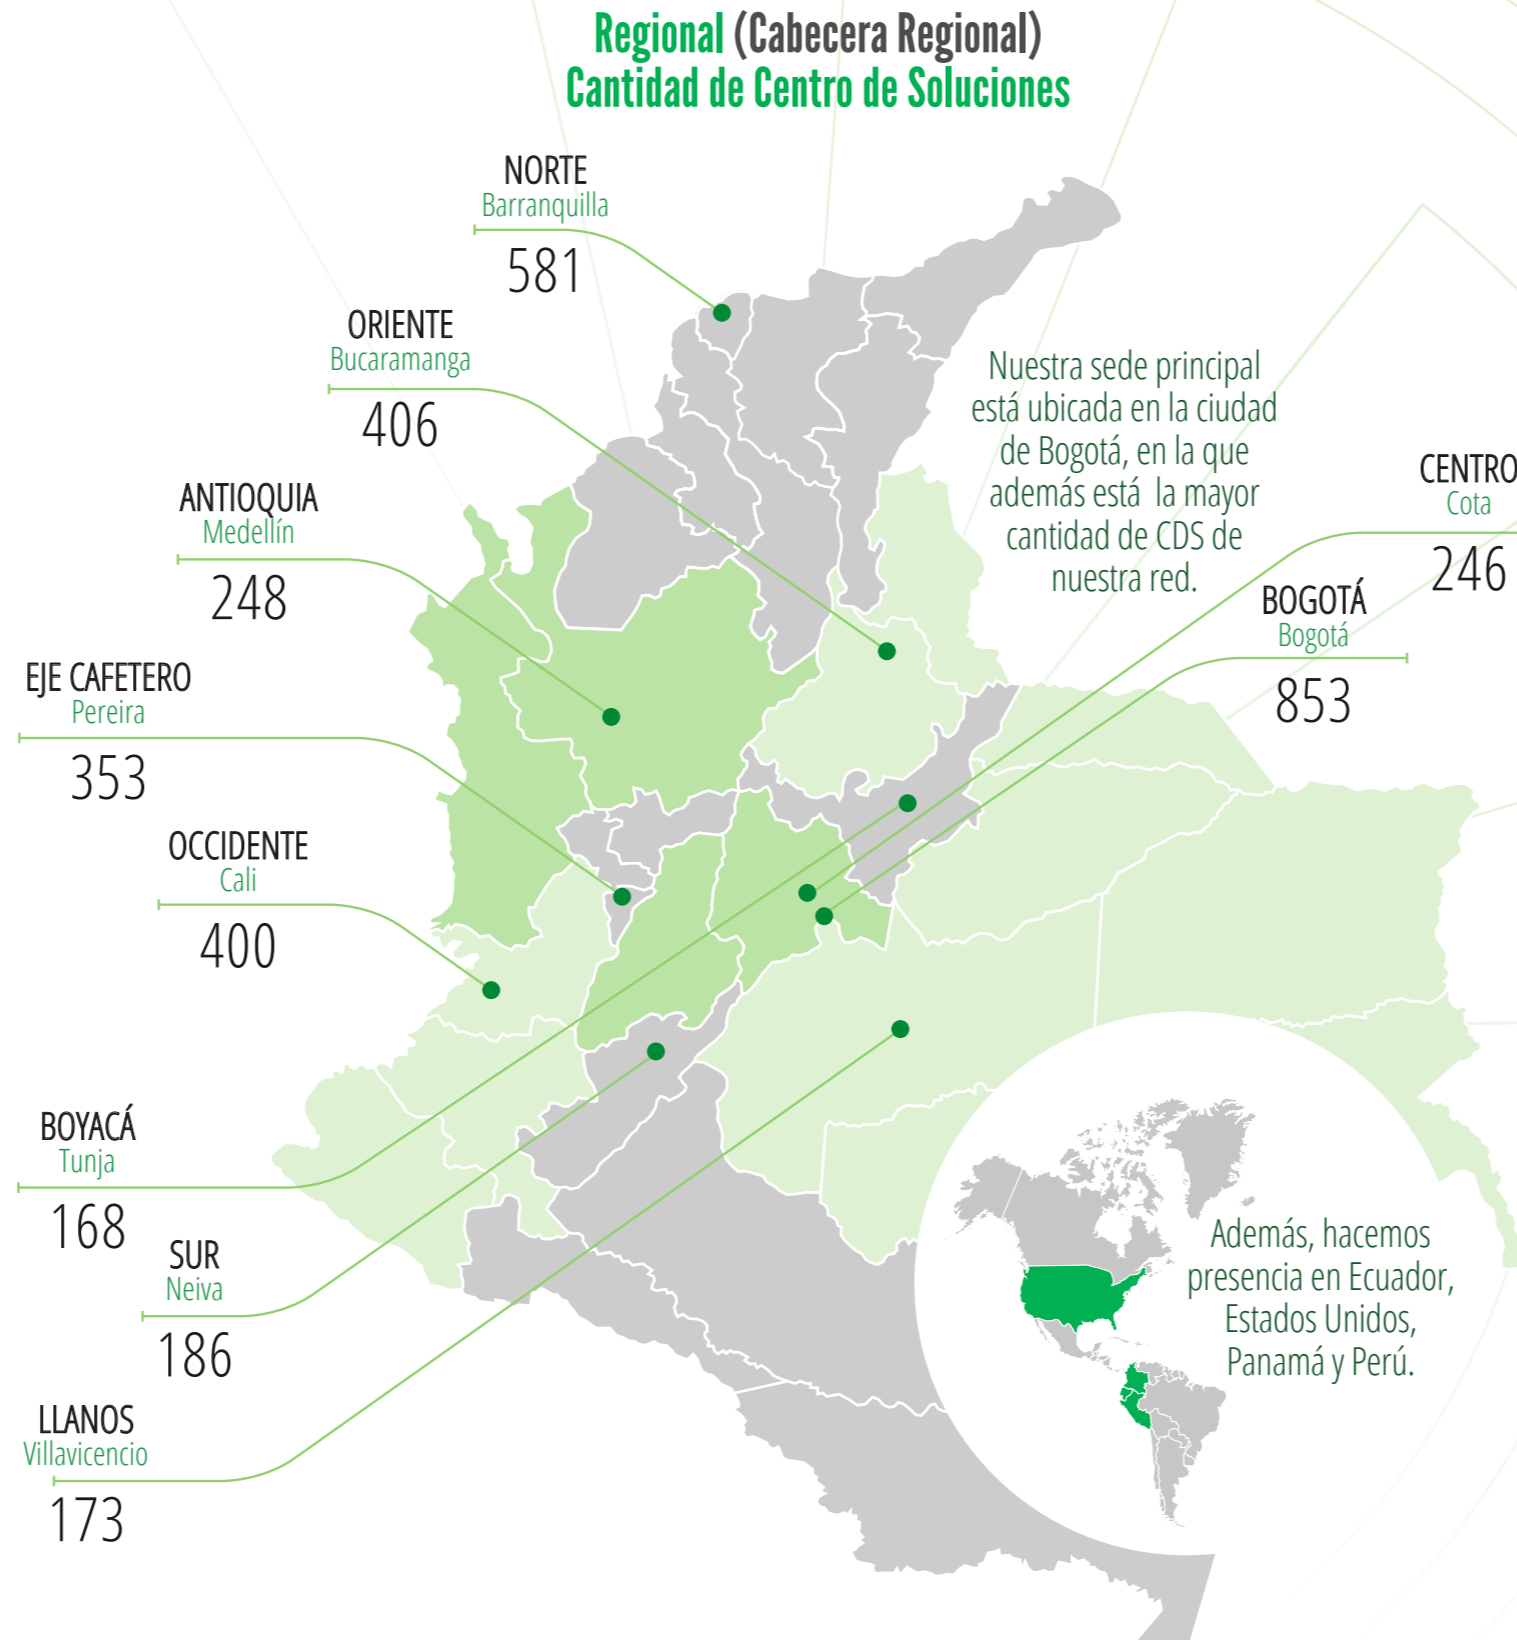 Regional (Cabecera Regional)
Cantidad de Centro de Soluciones
NORTE
Barranquilla
581
ORIENTE
Bucaramanga
406
ANTIOQUIA
Medellín
248
EJE CAFETERO
Pereira
353
OCCIDENTE
Cali
400
BOYACÁ
Tunja
168
SUR
Neiva
186
LLANOS
Villavicencio
173
Nuestra sede principal
está ubicada en la ciudad
de Bogotá, en la que
además está la mayor
cantidad de CDS de
nuestra red.
CENTRO
Cota
246
BOGOTÁ
Bogotá
853
Además, hacemos
presencia en Ecuador,
Estados Unidos,
Panamá y Perú.